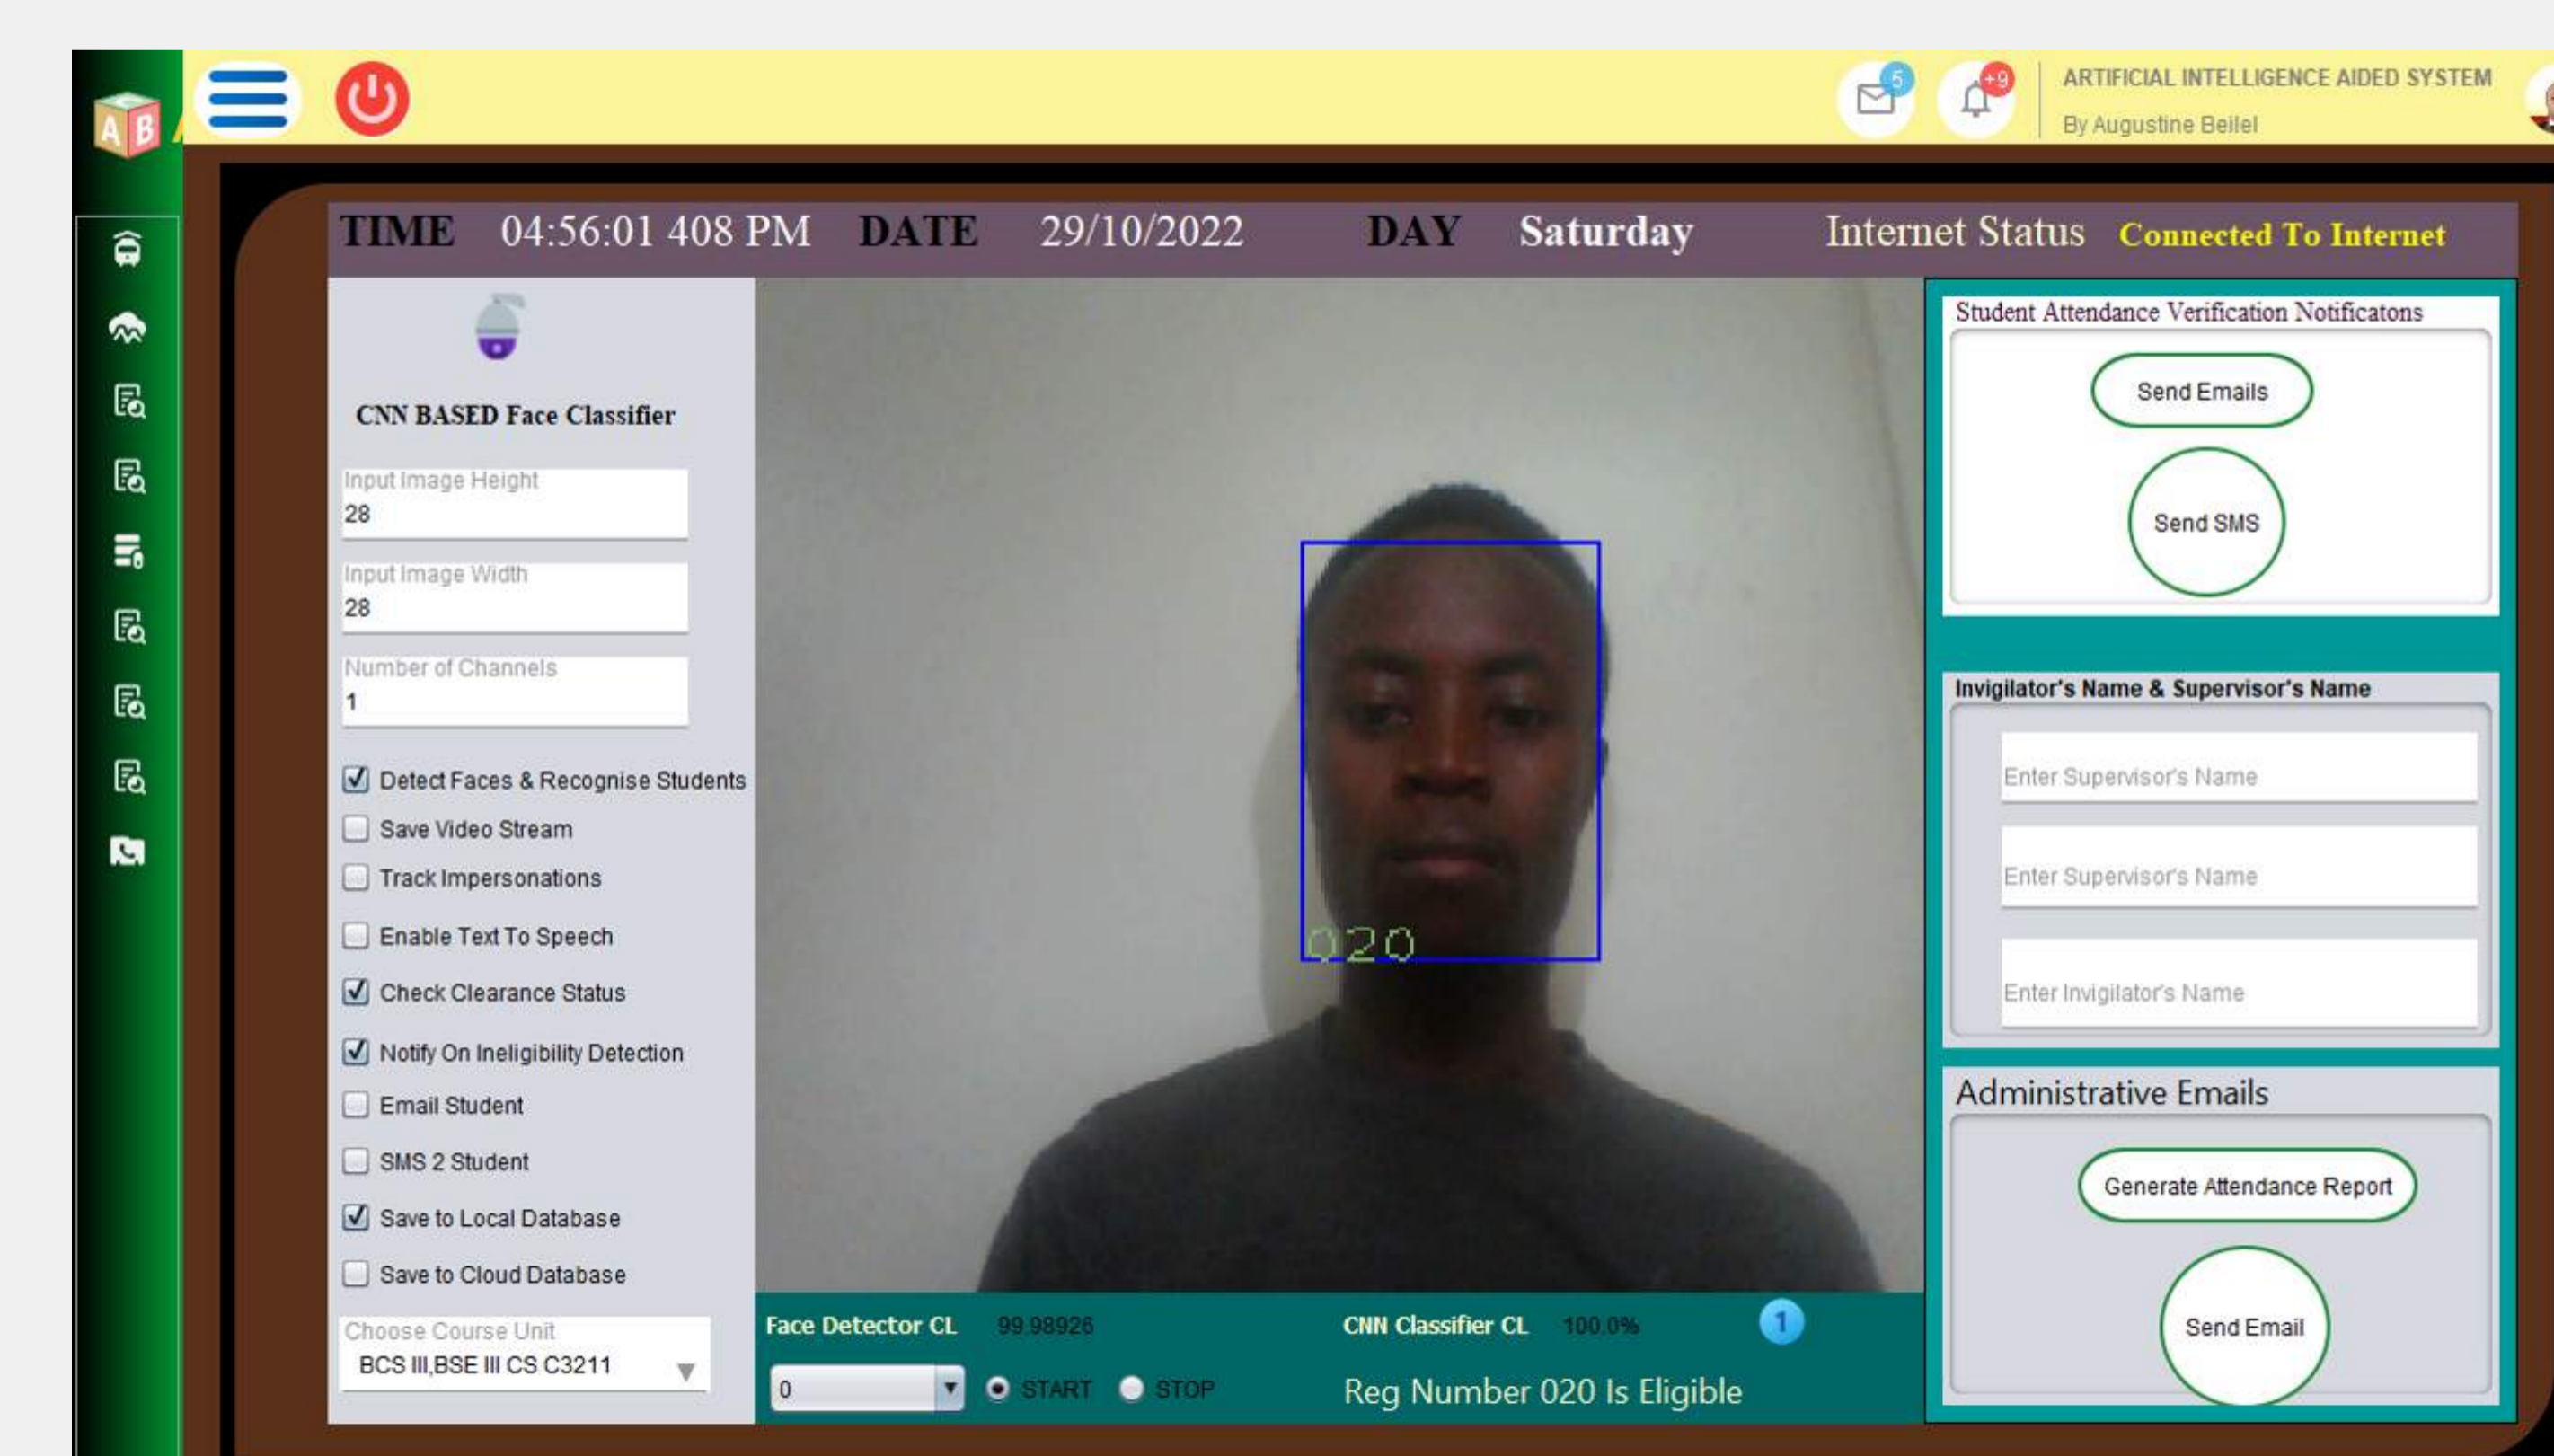 5
+9
ARTIFICIAL INTELLIGENCE AIDED SYSTEM
By Augustine Beilel
A B
TIME 04:56:01 408 PM DATE 29/10/2022 DAY Saturday Internet Status Connected To Internet
CNN BASED Face Classifier
Input Image Height
28
Input Image Width
28
Number of Channels
1
Detect Faces & Recognise Students
Save Video Stream
Track Impersonations
Enable Text To Speech
Check Clearance Status
Notify On Ineligibility Detection
Email Student
SMS 2 Student
Save to Local Database
Save to Cloud Database
Choose Course Unit
BCS III,BSE III CS C3211
020
Face Detector CL 99.98926 CNN Classifier CL 100.0% 1
0 START STOP Reg Number 020 Is Eligible
Student Attendance Verification Notificatons
Send Emails
Send SMS
Invigilator's Name & Supervisor's Name
Enter Supervisor's Name
Enter Supervisor's Name
Enter Invigilator's Name
Administrative Emails
Generate Attendance Report
Send Email